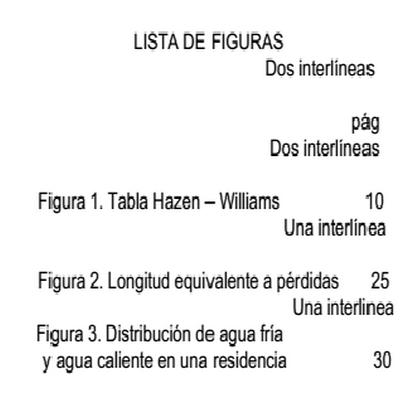 LISTA DE FIGURAS
Dos interlíneas
pág
Dos interlíneas
Figura 1. Tabla Hazen – Williams 10
Una interlínea
Figura 2. Longitud equivalente a pérdidas 25
Una interlinea
Figura 3. Distribución de agua fría
y agua caliente en una residencia 30